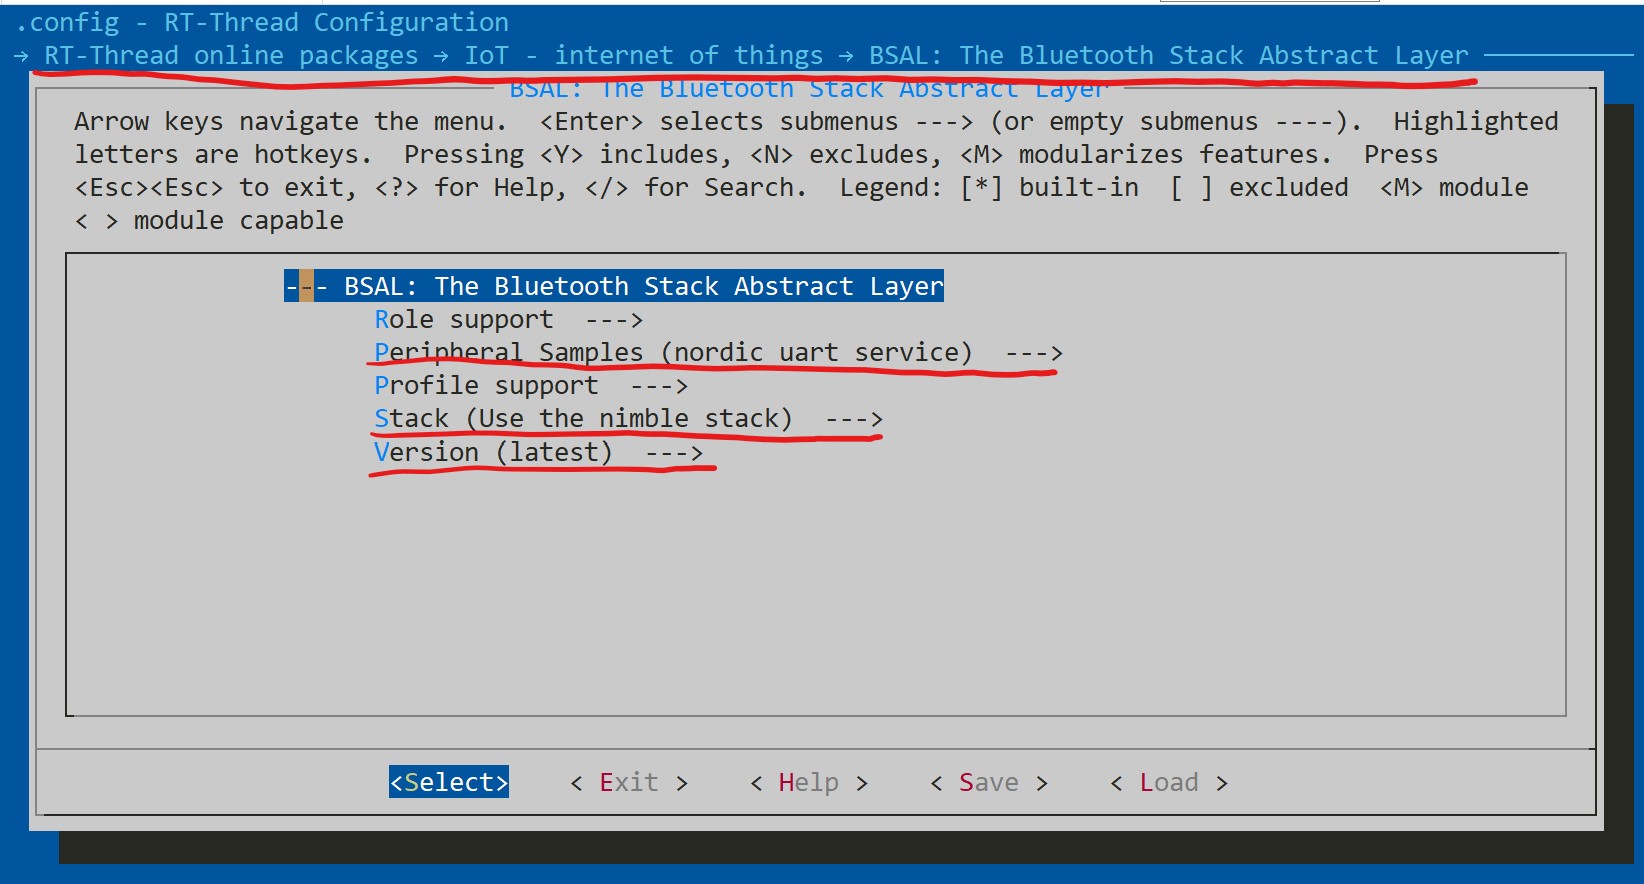 .config - RT-Thread Configuration
→ RT-Thread online packages → IoT - internet of things → BSAL: The Bluetooth Stack Abstract Layer
BSAL: The Bluetooth Stack Abstract Layer
Arrow keys navigate the menu.  <Enter> selects submenus ---> (or empty submenus ----).  Highlighted
letters are hotkeys.  Pressing <Y> includes, <N> excludes, <M> modularizes features.  Press
<Esc><Esc> to exit, <?> for Help, </> for Search.  Legend: [*] built-in  [ ] excluded  <M> module
< > module capable
--- BSAL: The Bluetooth Stack Abstract Layer
Role support  --->
Peripheral Samples (nordic uart service)  --->
Profile support  --->
Stack (Use the nimble stack)  --->
Version (latest)  --->
<Select>    < Exit >    < Help >    < Save >    < Load >